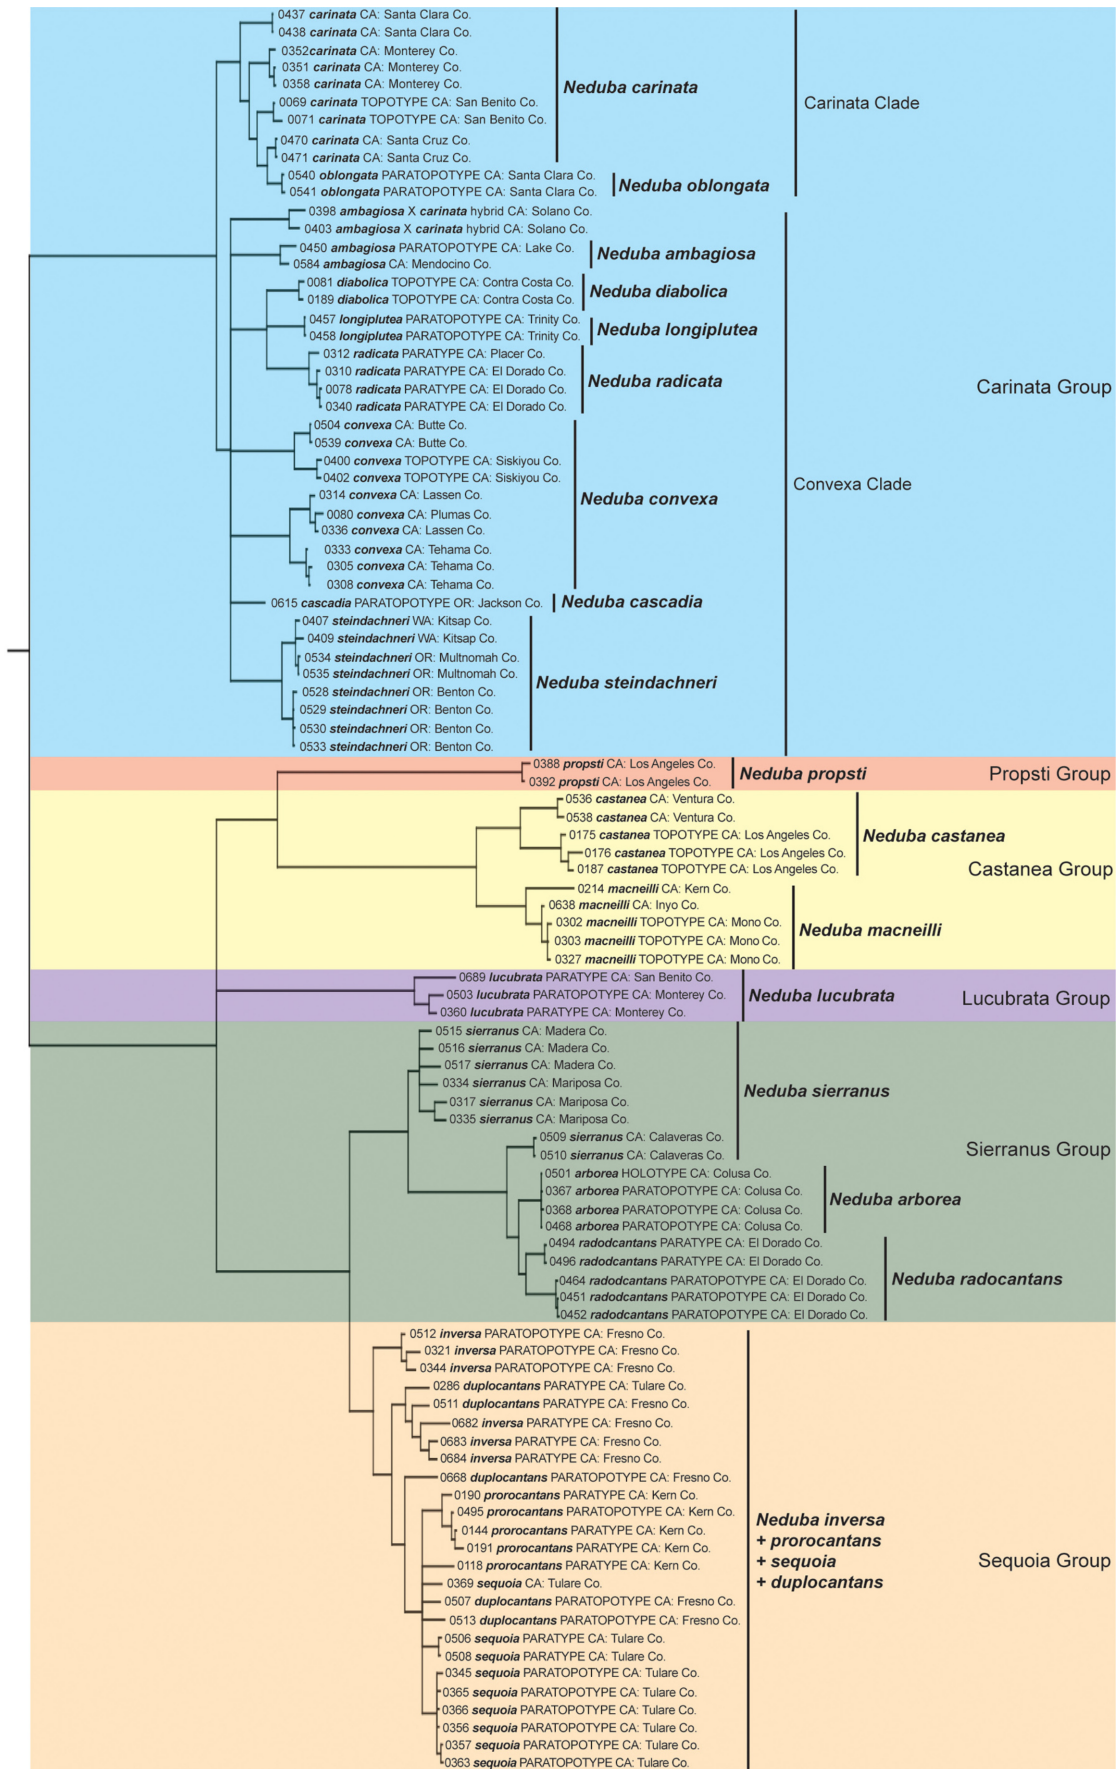 0437 carinata CA: Santa Clara Co.
0438 carinata CA: Santa Clara Co.
0352carinata CA: Monterey Co.
0351 carinata CA: Monterey Co.
0358 carinata CA: Monterey Co.
Neduba carinata
0069 carinata TOPOTYPE CA: San Benito Co.
Carinata Clade
0071 carinata TOPOTYPE CA: San Benito Co.
0470 carinata CA: Santa Cruz Co.
0471 carinata CA: Santa Cruz Co.
0540 oblongata PARATOPOTYPE CA: Santa Clara Co.
Neduba oblongata
0541 oblongata PARATOPOTYPE CA: Santa Clara Co.
0398 ambagiosa X carinata hybrid CA: Solano Co.
0403 ambagiosa X carinata hybrid CA: Solano Co.
0450 ambagiosa PARATOPOTYPE CA: Lake Co.
Neduba ambagiosa
0584 ambagiosa CA: Mendocino Co.
0081 diabolica TOPOTYPE CA: Contra Costa Co.
Neduba diabolica
0189 diabolica TOPOTYPE CA: Contra Costa Co.
0457 longiplutea PARATOPOTYPE CA: Trinity Co.
Neduba longiplutea
0458 longiplutea PARATOPOTYPE CA: Trinity Co.
0312 radicata PARATYPE CA: Placer Co.
0310 radicata PARATYPE CA: El Dorado Co.
Neduba radicata
0078 radicata PARATYPE CA: El Dorado Co.
Carinata Group
0340 radicata PARATYPE CA: El Dorado Co.
0504 convexa CA: Butte Co.
0539 convexa CA: Butte Co.
0400 convexa TOPOTYPE CA: Siskiyou Co.
0402 convexa TOPOTYPE CA: Siskiyou Co.
Convexa Clade
0314 convexa CA: Lassen Co.
Neduba convexa
0080 convexa CA: Plumas Co.
0336 convexa CA: Lassen Co.
0333 convexa CA: Tehama Co.
0305 convexa CA: Tehama Co.
0308 convexa CA: Tehama Co.
0615 cascadia PARATOPOTYPE OR: Jackson Co.
Neduba cascadia
0407 steindachneri WA: Kitsap Co.
0409 steindachneri WA: Kitsap Co.
0534 steindachneri OR: Multnomah Co.
0535 steindachneri OR: Multnomah Co.
Neduba steindachneri
0528 steindachneri OR: Benton Co.
0529 steindachneri OR: Benton Co.
0530 steindachneri OR: Benton Co.
0533 steindachneri OR: Benton Co.
0388 propsti CA: Los Angeles Co.
Neduba propsti
Propsti Group
0392 propsti CA: Los Angeles Co.
0536 castanea CA: Ventura Co.
0538 castanea CA: Ventura Co.
0175 castanea TOPOTYPE CA: Los Angeles Co.
Neduba castanea
0176 castanea TOPOTYPE CA: Los Angeles Co.
0187 castanea TOPOTYPE CA: Los Angeles Co.
Castanea Group
0214 macneilli CA: Kern Co.
0638 macneilli CA: Inyo Co.
0302 macneilli TOPOTYPE CA: Mono Co.
Neduba macneilli
0303 macneilli TOPOTYPE CA: Mono Co.
0327 macneilli TOPOTYPE CA: Mono Co.
0689 lucubrata PARATYPE CA: San Benito Co.
0503 lucubrata PARATOPOTYPE CA: Monterey Co.
Neduba lucubrata
Lucubrata Group
0360 lucubrata PARATYPE CA: Monterey Co.
0515 sierranus CA: Madera Co.
0516 sierranus CA: Madera Co.
0517 sierranus CA: Madera Co.
0334 sierranus CA: Mariposa Co.
Neduba sierranus
0317 sierranus CA: Mariposa Co.
0335 sierranus CA: Mariposa Co.
0509 sierranus CA: Calaveras Co.
Sierranus Group
0510 sierranus CA: Calaveras Co.
0501 arborea HOLOTYPE CA: Colusa Co.
0367 arborea PARATOPOTYPE CA: Colusa Co.
Neduba arborea
0368 arborea PARATOPOTYPE CA: Colusa Co.
0468 arborea PARATOPOTYPE CA: Colusa Co.
0494 radodcantans PARATYPE CA: El Dorado Co.
0496 radodcantans PARATYPE CA: El Dorado Co.
Neduba radocantans
0464 radodcantans PARATOPOTYPE CA: El Dorado Co.
0451 radodcantans PARATOPOTYPE CA: El Dorado Co.
0452 radodcantans PARATOPOTYPE CA: El Dorado Co.
0512 inversa PARATOPOTYPE CA: Fresno Co.
0321 inversa PARATOPOTYPE CA: Fresno Co.
0344 inversa PARATOPOTYPE CA: Fresno Co.
0286 duplocantans PARATYPE CA: Tulare Co.
0511 duplocantans PARATYPE CA: Fresno Co.
0682 inversa PARATYPE CA: Fresno Co.
0683 inversa PARATYPE CA: Fresno Co.
0684 inversa PARATYPE CA: Fresno Co.
0668 duplocantans PARATOPOTYPE CA: Fresno Co.
0190 prorocantans PARATYPE CA: Kern Co.
0495 prorocantans PARATOPOTYPE CA: Kern Co.
Neduba inversa
0144 prorocantans PARATYPE CA: Kern Co.
+ prorocantans
0191 prorocantans PARATYPE CA: Kern Co.
+ sequoia
Sequoia Group
0118 prorocantans PARATYPE CA: Kern Co.
+ duplocantans
0369 sequoia CA: Tulare Co.
0507 duplocantans PARATOPOTYPE CA: Fresno Co.
0513 duplocantans PARATOPOTYPE CA: Fresno Co.
0506 sequoia PARATYPE CA: Tulare Co.
0508 sequoia PARATYPE CA: Tulare Co.
0345 sequoia PARATOPOTYPE CA: Tulare Co.
0365 sequoia PARATOPOTYPE CA: Tulare Co.
0366 sequoia PARATOPOTYPE CA: Tulare Co.
0356 sequoia PARATOPOTYPE CA: Tulare Co.
0357 sequoia PARATOPOTYPE CA: Tulare Co.
0363 sequoia PARATOPOTYPE CA: Tulare Co.